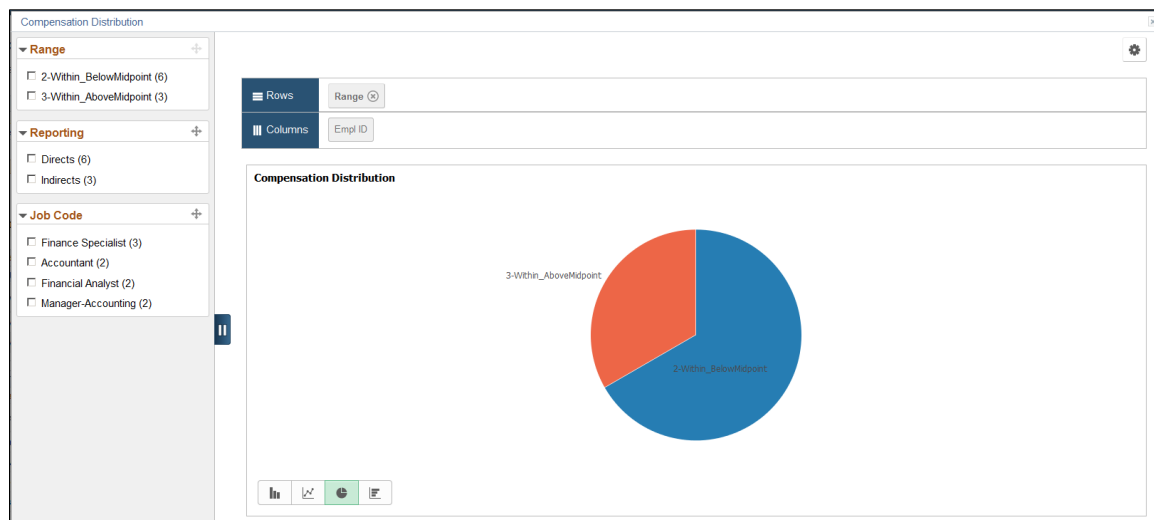 Compensation Distribution
Range
2-Within_BelowMidpoint (6)
3-Within_AboveMidpoint (3)
Reporting
Directs (6)
Indirects (3)
Job Code
Finance Specialist (3)
Accountant (2)
Financial Analyst (2)
Manager-Accounting (2)
Rows
Range
Columns
Empl ID
Compensation Distribution
3-Within_AboveMidpoint
2-Within_BelowMidpoint